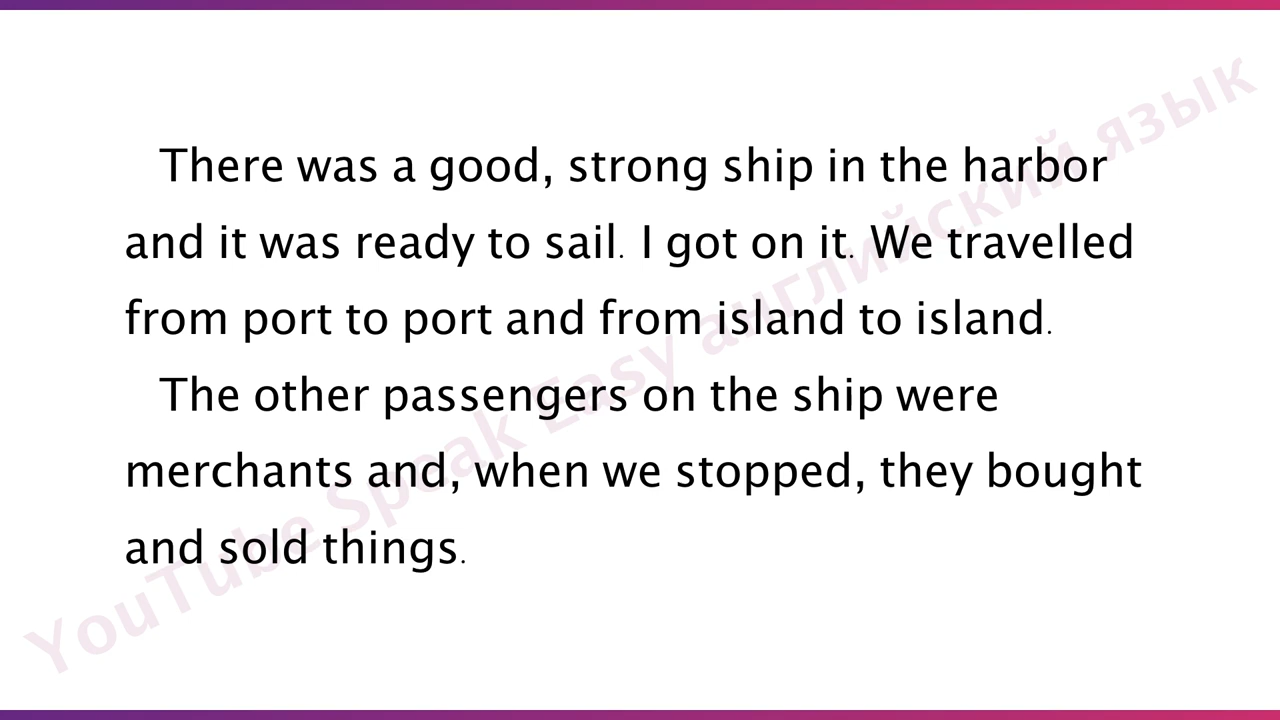 There was a good, strong ship in the harbor
and it was ready to sail. I got on it. We travelled
from port to port and from island to island.
The other passengers on the ship were
merchants and, when we stopped, they bought
and sold things.
YouTube Speak Easy английский язык